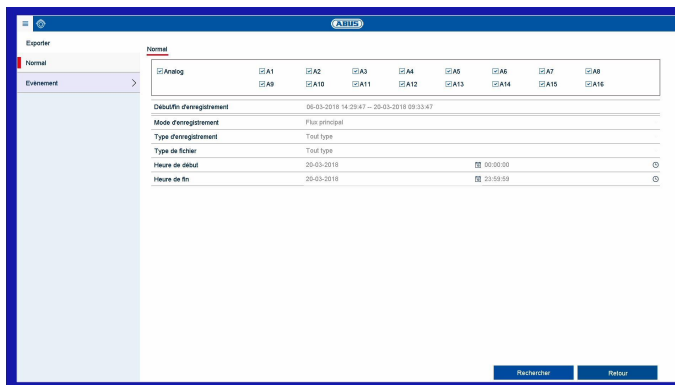 ABUS
Exporter
Normal
Normal
Evénement
Analog A1 A2 A3 A4 A5 A6 A7 A8
A9 A10 A11 A12 A13 A14 A15 A16
Début/fin d'enregistrement 06-03-2018 14:29:47 -- 20-03-2018 09:33:47
Mode d'enregistrement Flux principal
Type d'enregistrement Tout type
Type de fichier Tout type
Heure de début 20-03-2018 00:00:00
Heure de fin 20-03-2018 23:59:59
Rechercher Retour